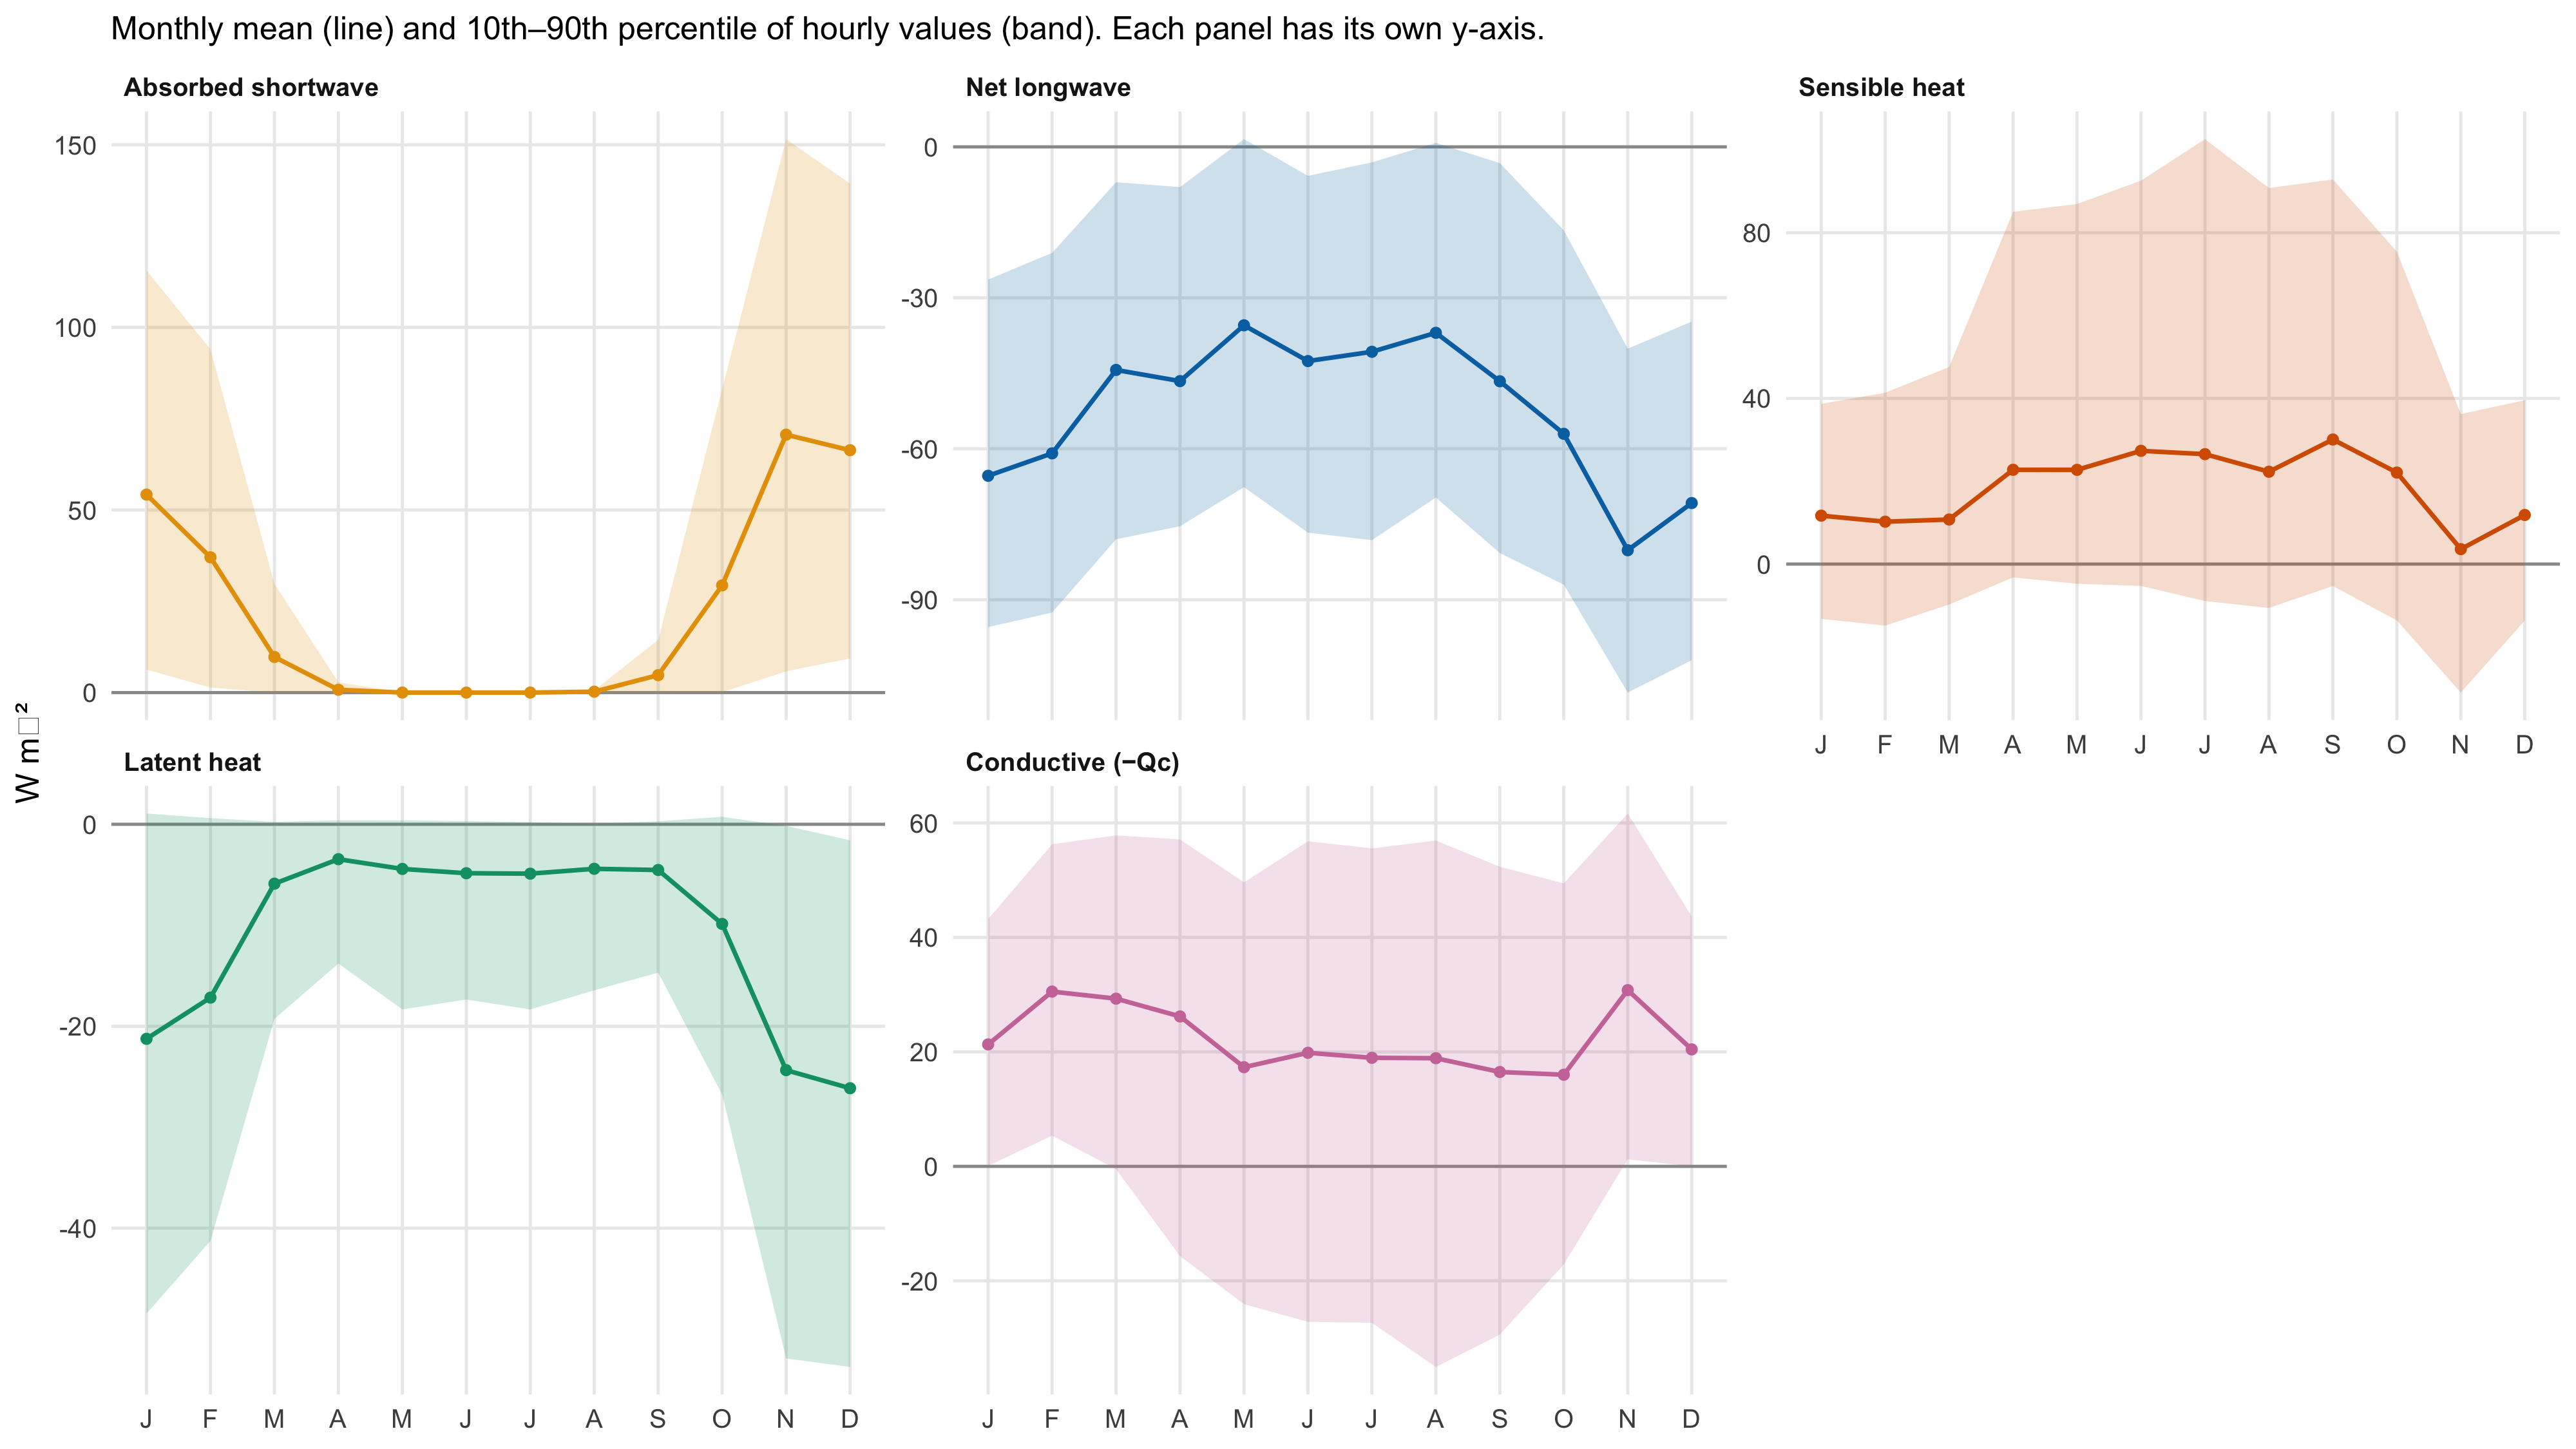 Monthly mean (line) and 10th–90th percentile of hourly values (band). Each panel has its own y-axis.
W m□²
Absorbed shortwave
150
100
50
0
Net longwave
0
-30
-60
-90
Sensible heat
80
40
0
J F M A M J J A S O N D
Latent heat
0
-20
-40
J F M A M J J A S O N D
Conductive (−Qc)
60
40
20
0
-20
J F M A M J J A S O N D